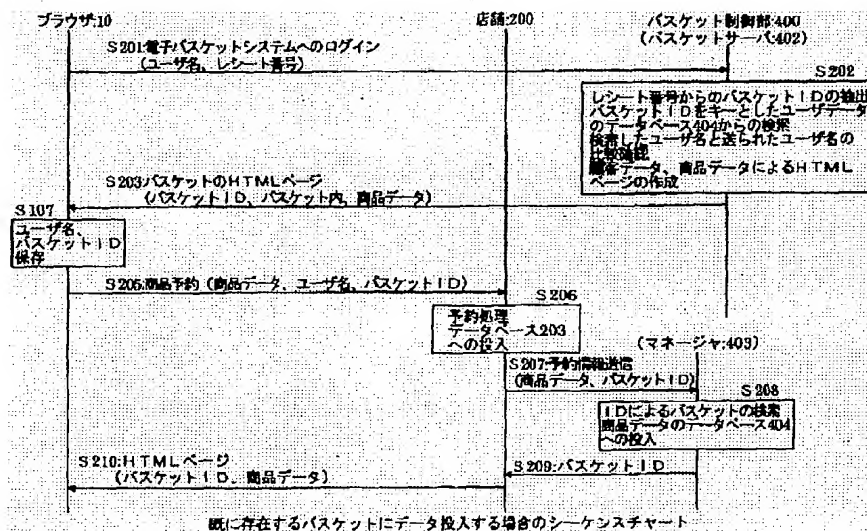 ブラウザ:10
店舗:200
バスケット制御部:400
(バスケットサーバ:402)
S201:電子バスケットシステムへのログイン
(ユーザ名、レシート番号)
S202
レシート番号からのバスケットIDの抽出
バスケットIDをキーとしたユーザデータ
のデータベース404からの検索
検索したユーザ名と送られたユーザ名の
比較確認
顧客データ、商品データによるHTML
ページの作成
S203:バスケットのHTMLページ
(バスケットID、バスケット内、商品データ)
S107
ユーザ名、
バスケットID
保存
S205:商品予約(商品データ、ユーザ名、バスケットID)
S206
予約処理
データベース203
への投入
(マネージャ:403)
S207:予約情報送信
(商品データ、バスケットID)
S208
IDによるバスケットの検索
商品データのデータベース404
への投入
S209:バスケットID
S210:HTMLページ
(バスケットID、商品データ)
既に存在するバスケットにデータ投入する場合のシーケンスチャート